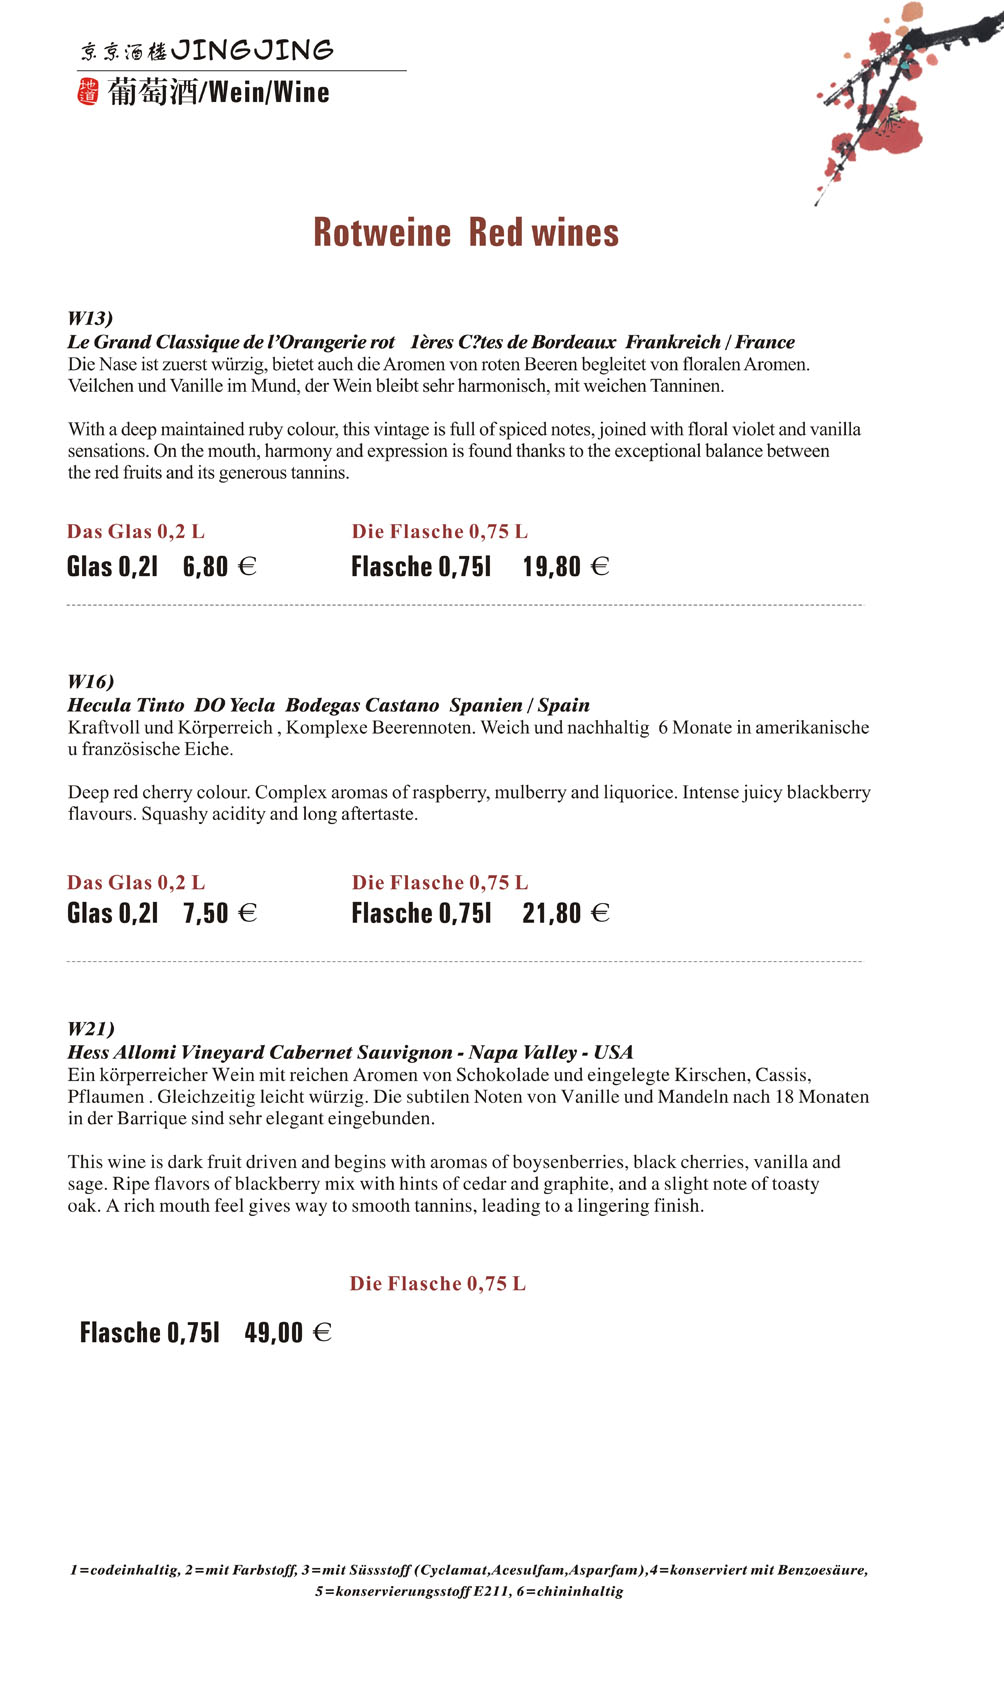 京京酒楼JINGJING
地道 葡萄酒/Wein/Wine
Rotweine Red wines
W13)
Le Grand Classique de l'Orangerie rot 1ères C?tes de Bordeaux Frankreich / France
Die Nase ist zuerst würzig, bietet auch die Aromen von roten Beeren begleitet von floralen Aromen.
Veilchen und Vanille im Mund, der Wein bleibt sehr harmonisch, mit weichen Tanninen.
With a deep maintained ruby colour, this vintage is full of spiced notes, joined with floral violet and vanilla
sensations. On the mouth, harmony and expression is found thanks to the exceptional balance between
the red fruits and its generous tannins.
Das Glas 0,2 L Die Flasche 0,75 L
Glas 0,2l 6,80 € Flasche 0,75l 19,80 €
W16)
Hecula Tinto DO Yecla Bodegas Castano Spanien / Spain
Kraftvoll und Körperreich , Komplexe Beerennoten. Weich und nachhaltig 6 Monate in amerikanische
u französische Eiche.
Deep red cherry colour. Complex aromas of raspberry, mulberry and liquorice. Intense juicy blackberry
flavours. Squashy acidity and long aftertaste.
Das Glas 0,2 L Die Flasche 0,75 L
Glas 0,2l 7,50 € Flasche 0,75l 21,80 €
W21)
Hess Allomi Vineyard Cabernet Sauvignon - Napa Valley - USA
Ein körperreicher Wein mit reichen Aromen von Schokolade und eingelegte Kirschen, Cassis,
Pflaumen . Gleichzeitig leicht würzig. Die subtilen Noten von Vanille und Mandeln nach 18 Monaten
in der Barrique sind sehr elegant eingebunden.
This wine is dark fruit driven and begins with aromas of boysenberries, black cherries, vanilla and
sage. Ripe flavors of blackberry mix with hints of cedar and graphite, and a slight note of toasty
oak. A rich mouth feel gives way to smooth tannins, leading to a lingering finish.
Die Flasche 0,75 L
Flasche 0,75l 49,00 €
1=codeinhaltig, 2=mit Farbstoff, 3=mit Süssstoff (Cyclamat,Acesulfam,Asparfam),4=konserviert mit Benzoesäure,
5=konservierungsstoff E211, 6=chininhaltig